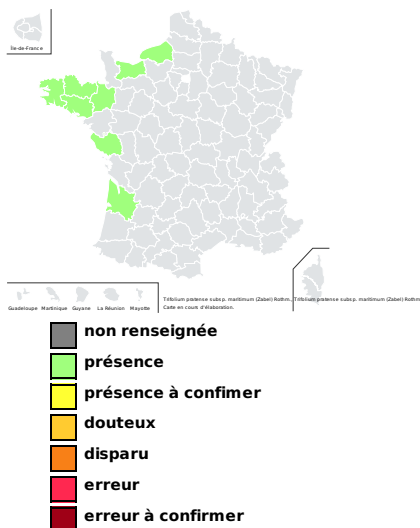 Île-de-France
Guadeloupe Martinique Guyane La Réunion Mayotte
Trifolium pratense subsp. maritimum (Zabel) Rothm., Trifolium pratense subsp. maritimum (Zabel) Rothm
Carte en cours d'élaboration.
non renseignée
présence
présence à confimer
douteux
disparu
erreur
erreur à confirmer